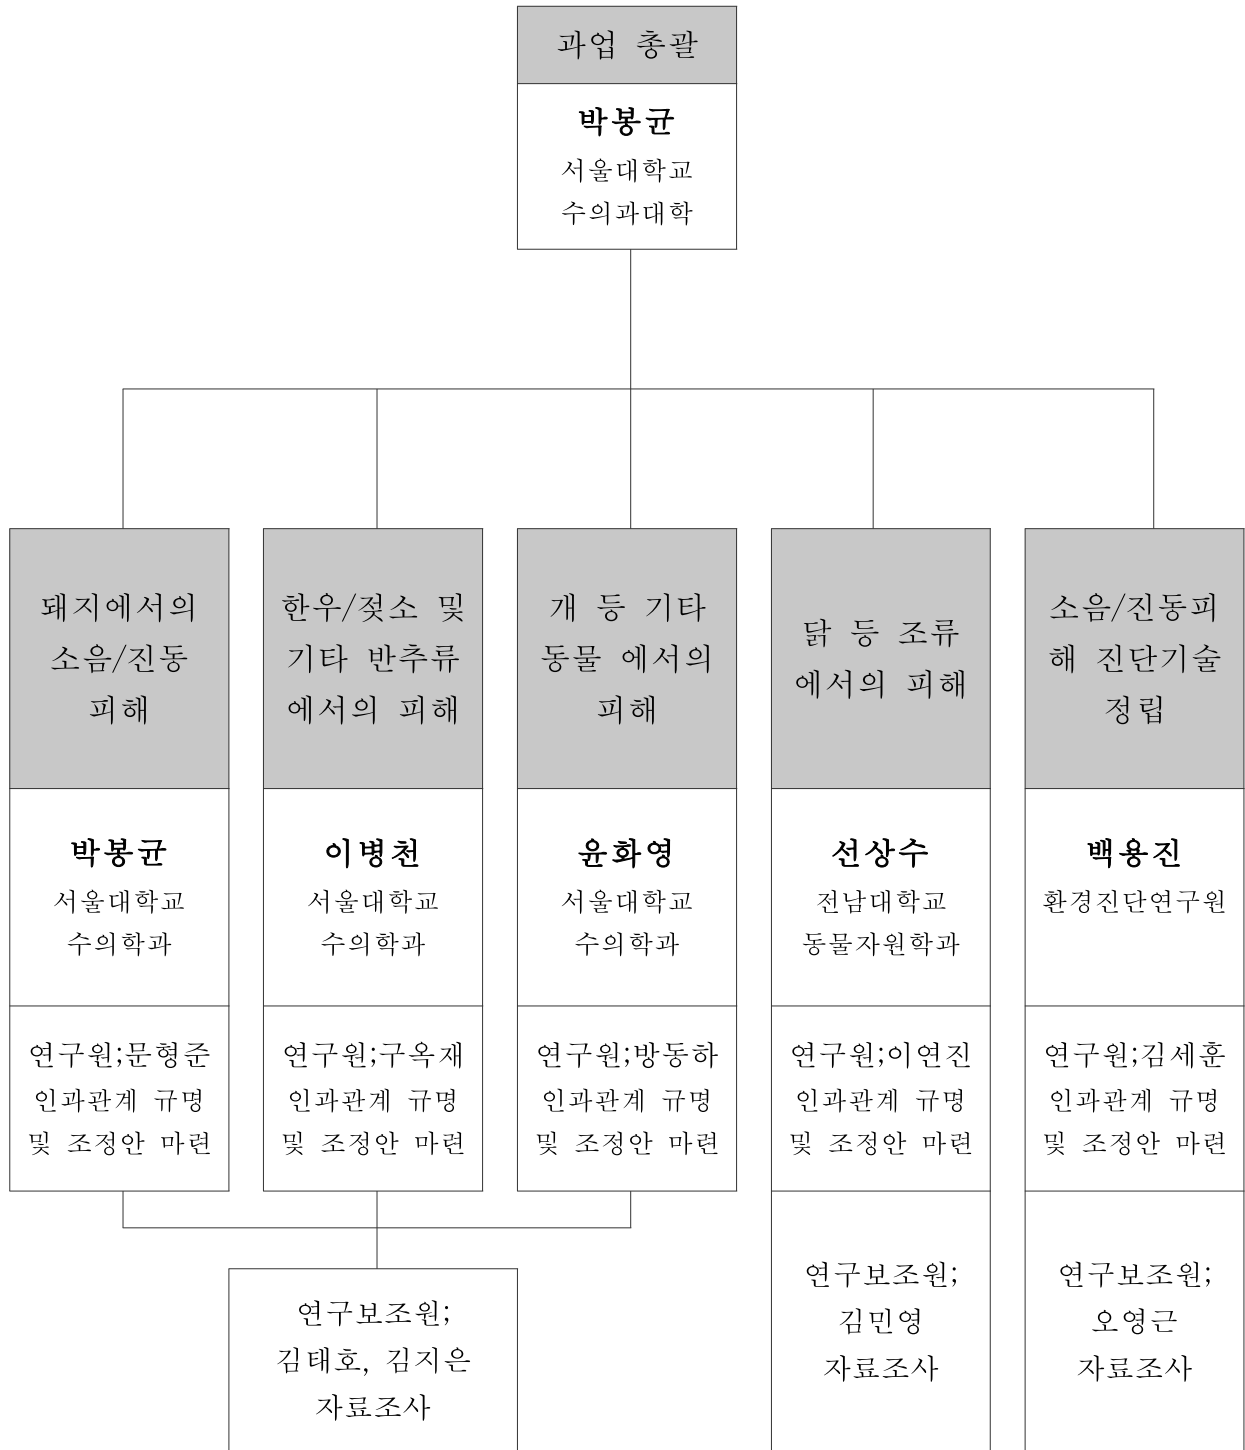 과업 총괄
박봉균
서울대학교
수의과대학
돼지에서의
소음/진동
피해
박봉균
서울대학교
수의학과
연구원;문형준
인과관계 규명
및 조정안 마련
한우/젖소 및
기타 반추류
에서의 피해
이병천
서울대학교
수의학과
연구원;구옥재
인과관계 규명
및 조정안 마련
개 등 기타
동물 에서의
피해
윤화영
서울대학교
수의학과
연구원;방동하
인과관계 규명
및 조정안 마련
연구보조원;
김태호, 김지은
자료조사
닭 등 조류
에서의 피해
선상수
전남대학교
동물자원학과
연구원;이연진
인과관계 규명
및 조정안 마련
연구보조원;
김민영
자료조사
소음/진동피
해 진단기술
정립
백용진
환경진단연구원
연구원;김세훈
인과관계 규명
및 조정안 마련
연구보조원;
오영근
자료조사